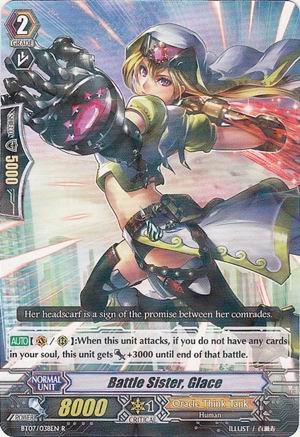 2
GRADE
5000
Her headscarf is a sign of the promise between her comrades.
AUTO [ / ]:When this unit attacks, if you do not have any cards
in your soul, this unit gets +3000 until end of that battle.
NORMAL
UNIT
Battle Sister, Glace
POWER
8000
1
CRITICAL
Oracle Think Tank
Human
BT07/038EN R